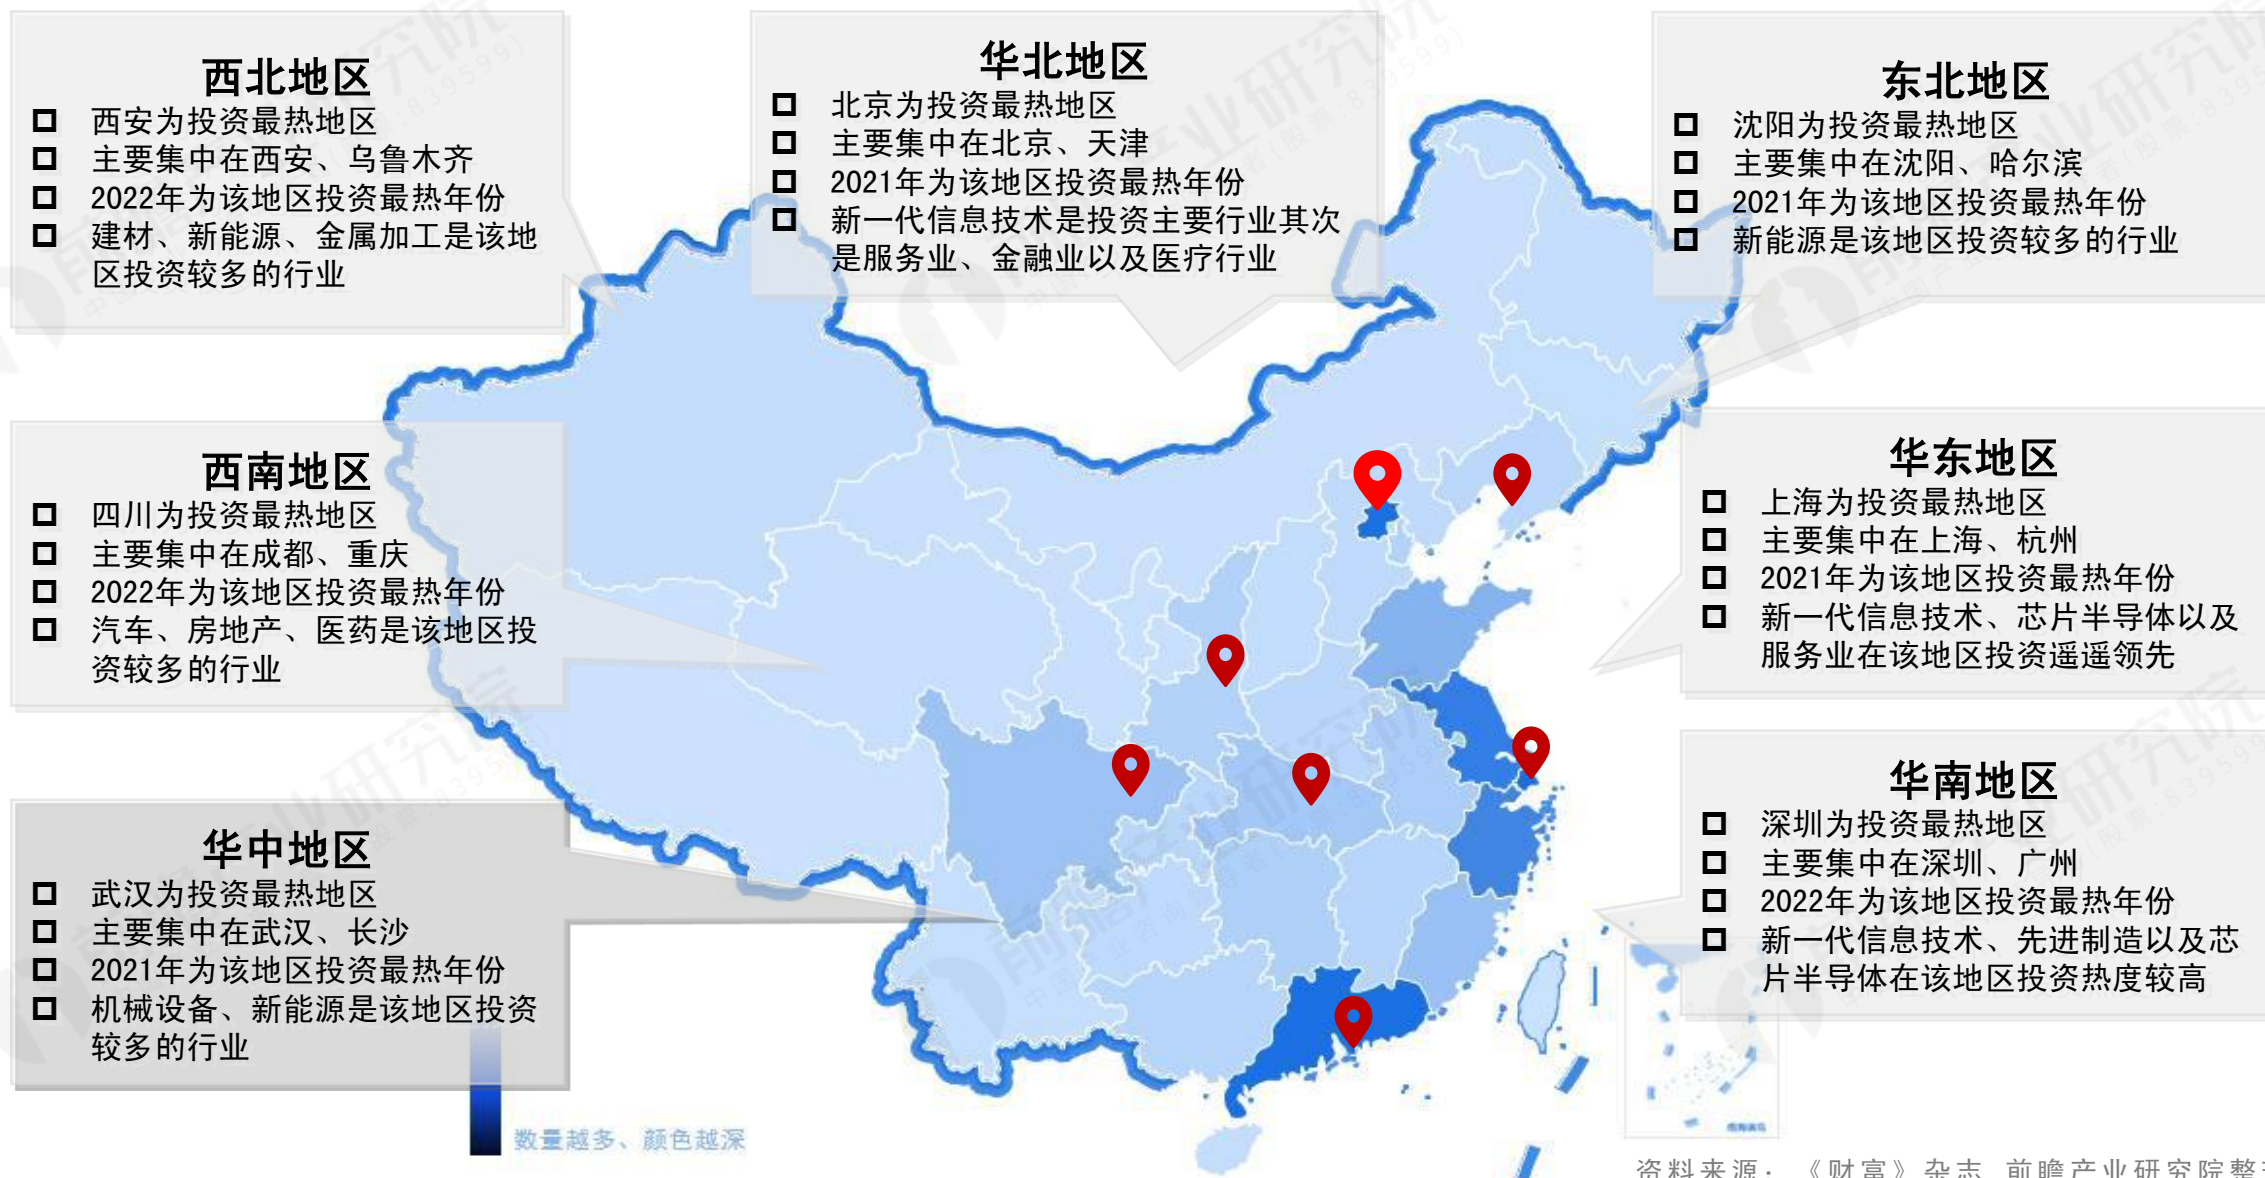 西北地区
西安为投资最热地区
主要集中在西安、乌鲁木齐
2022年为该地区投资最热年份
建材、新能源、金属加工是该地
区投资较多的行业
华北地区
北京为投资最热地区
主要集中在北京、天津
2021年为该地区投资最热年份
新一代信息技术是投资主要行业其次
是服务业、金融业以及医疗行业
东北地区
沈阳为投资最热地区
主要集中在沈阳、哈尔滨
2021年为该地区投资最热年份
新能源是该地区投资较多的行业
西南地区
四川为投资最热地区
主要集中在成都、重庆
2022年为该地区投资最热年份
汽车、房地产、医药是该地区投
资较多的行业
华东地区
上海为投资最热地区
主要集中在上海、杭州
2021年为该地区投资最热年份
新一代信息技术、芯片半导体以及
服务业在该地区投资遥遥领先
华中地区
武汉为投资最热地区
主要集中在武汉、长沙
2021年为该地区投资最热年份
机械设备、新能源是该地区投资
较多的行业
华南地区
深圳为投资最热地区
主要集中在深圳、广州
2022年为该地区投资最热年份
新一代信息技术、先进制造以及芯
片半导体在该地区投资热度较高
数量越多、颜色越深
南海诸岛
资料来源：《财富》杂志 前瞻产业研究院整